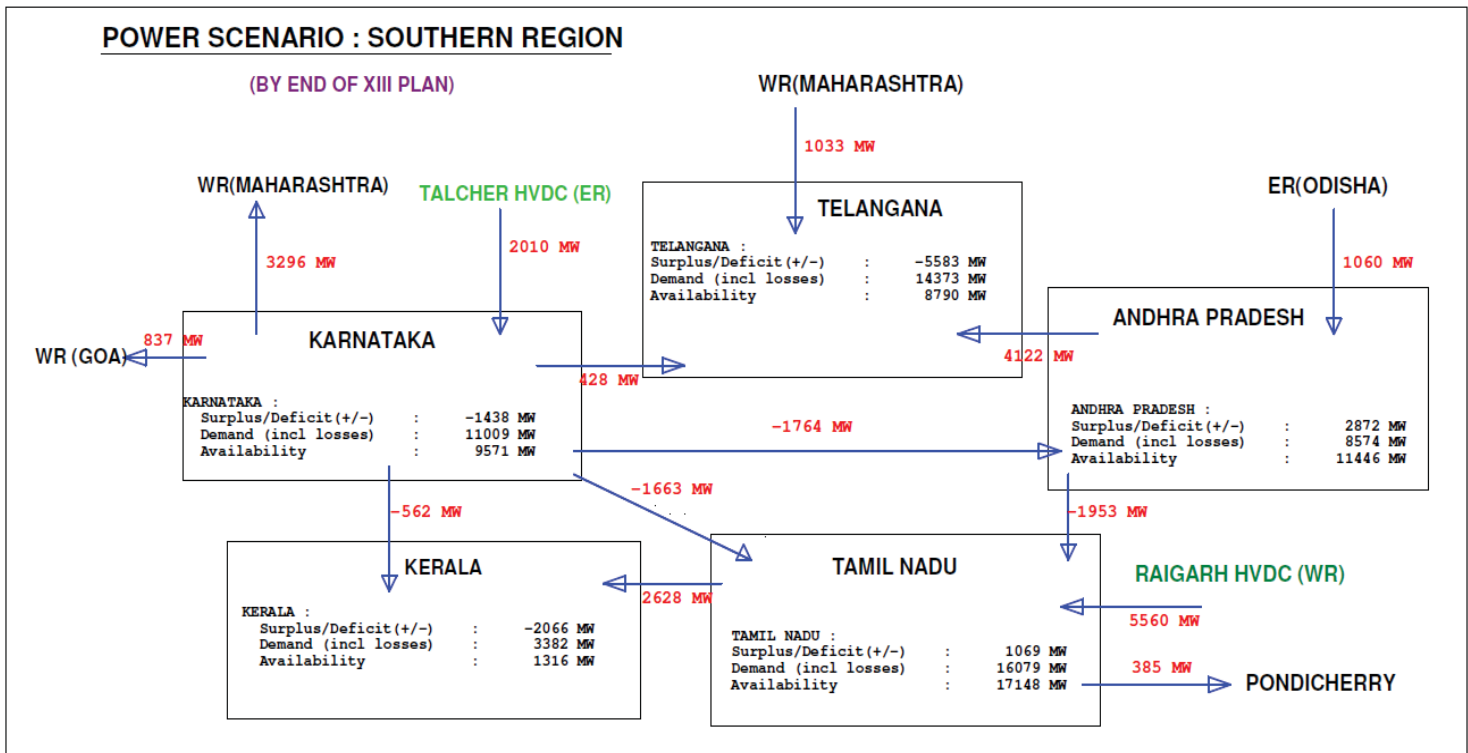 POWER SCENARIO : SOUTHERN REGION
(BY END OF XIII PLAN)
WR(MAHARASHTRA)
1033 MW
WR(MAHARASHTRA)
3296 MW
TALCHER HVDC (ER)
2010 MW
ER(ODISHA)
1060 MW
TELANGANA
TELANGANA :
Surplus/Deficit(+/-) : -5583 MW
Demand (incl losses) : 14373 MW
Availability : 8790 MW
WR (GOA)
837 MW
KARNATAKA
KARNATAKA :
Surplus/Deficit(+/-) : -1438 MW
Demand (incl losses) : 11009 MW
Availability : 9571 MW
428 MW
4122 MW
ANDHRA PRADESH
ANDHRA PRADESH :
Surplus/Deficit(+/-) : 2872 MW
Demand (incl losses) : 8574 MW
Availability : 11446 MW
-1764 MW
-1663 MW
-562 MW
-1953 MW
KERALA
KERALA :
Surplus/Deficit(+/-) : -2066 MW
Demand (incl losses) : 3382 MW
Availability : 1316 MW
2628 MW
TAMIL NADU
TAMIL NADU :
Surplus/Deficit(+/-) : 1069 MW
Demand (incl losses) : 16079 MW
Availability : 17148 MW
RAIGARH HVDC (WR)
5560 MW
385 MW
PONDICHERRY